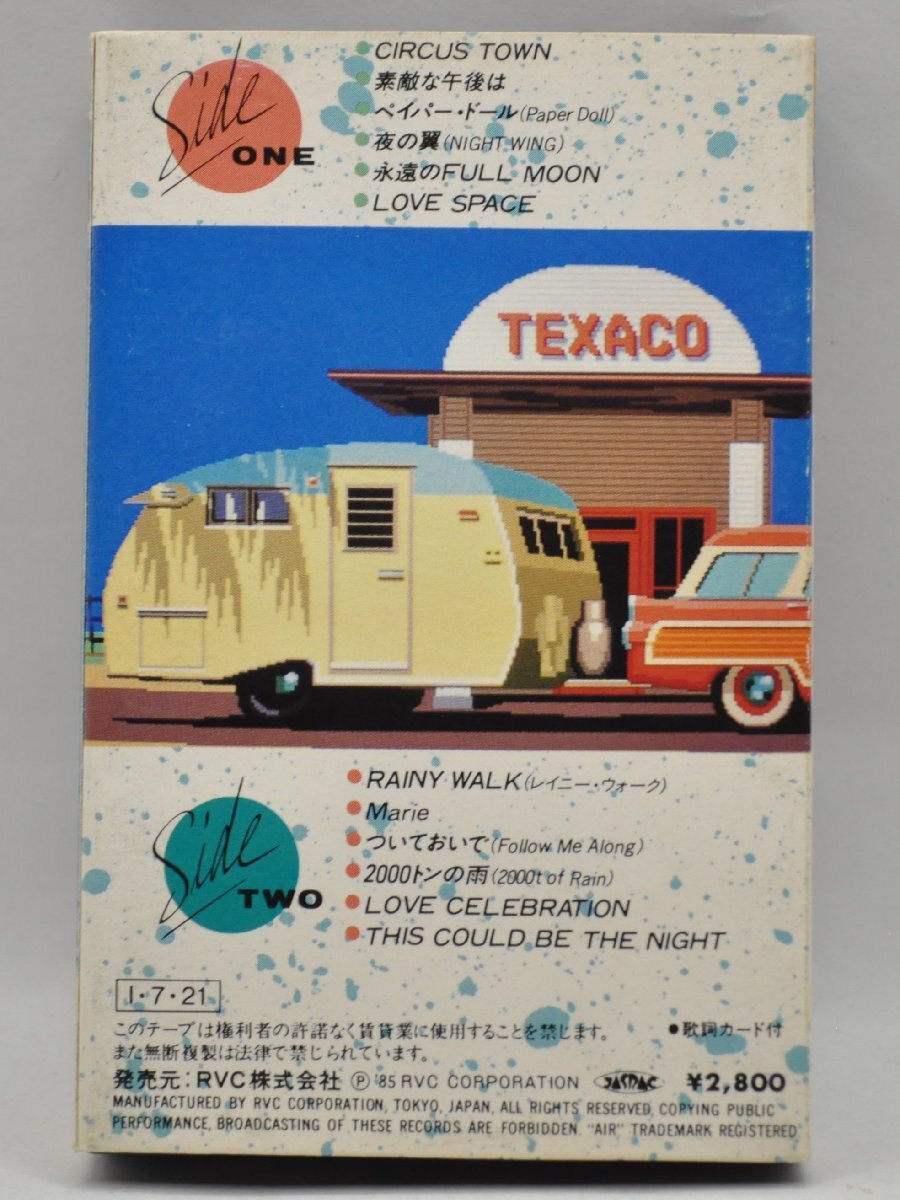 Side
ONE
CIRCUS TOWN
素敵な午後は
ペイパー・ドール(Paper Doll)
夜の翼(NIGHT WING)
永遠のFULL MOON
LOVE SPACE
TEXACO
Side
TWO
RAINY WALK(レイニー・ウォーク)
Marie
ついておいで(Follow Me Along)
2000トンの雨(2000t of Rain)
LOVE CELEBRATION
THIS COULD BE THE NIGHT
I・7・21
このテープは権利者の許諾なく賃貸業に使用することを禁じます。 ●歌詞カード付
また無断複製は法律で禁じられています。
発売元:RVC株式会社 Ⓟ '85 RVC CORPORATION JASRAC ¥2,800
MANUFACTURED BY RVC CORPORATION, TOKYO, JAPAN, ALL RIGHTS RESERVED, COPYING PUBLIC
PERFORMANCE, BROADCASTING OF THESE RECORDS ARE FORBIDDEN. "AIR" TRADEMARK REGISTERED